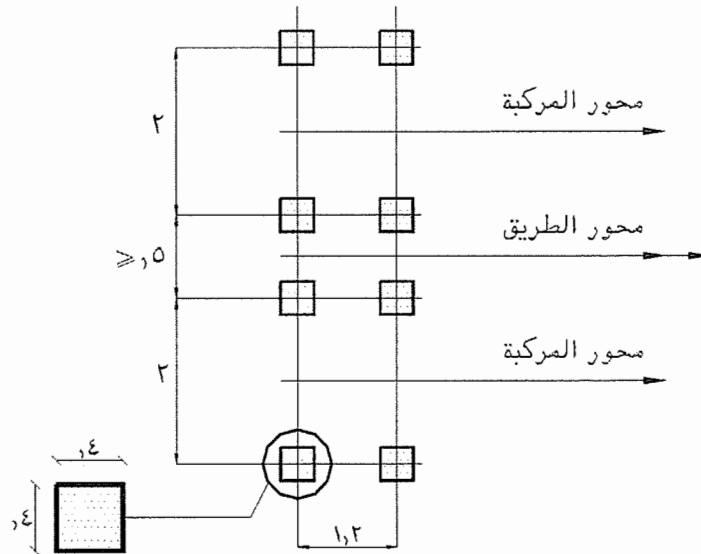 محور المركبة
٢
محور الطريق
⩾,٥
محور المركبة
٢
,٤
,٤
١,٢